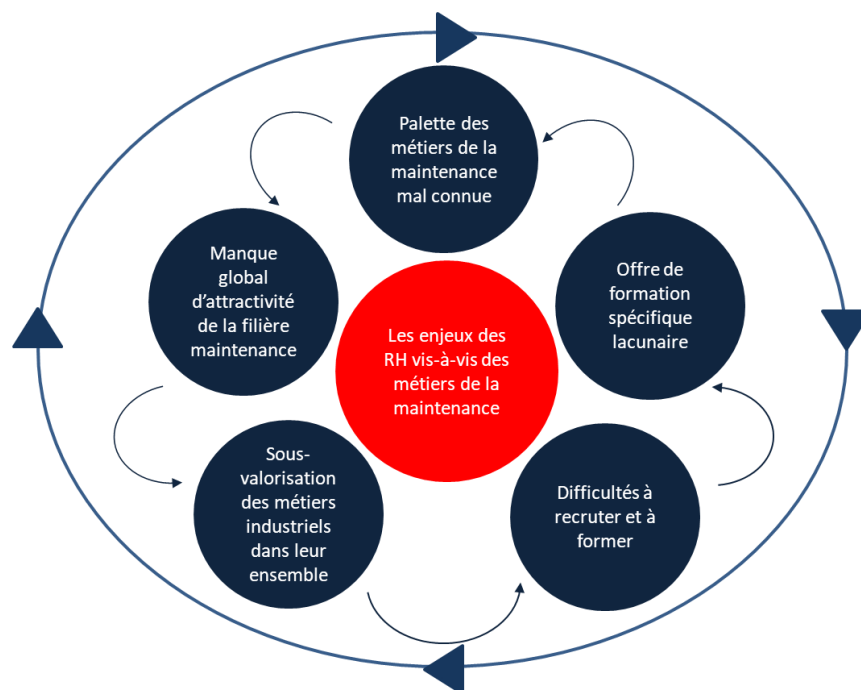 Palette des
métiers de la
maintenance
mal connue
Manque
global
d’attractivité
de la filière
maintenance
Offre de
formation
spécifique
lacunaire
Les enjeux des
RH vis-à-vis des
métiers de la
maintenance
Sous-
valorisation
des métiers
industriels
dans leur
ensemble
Difficultés à
recruter et à
former